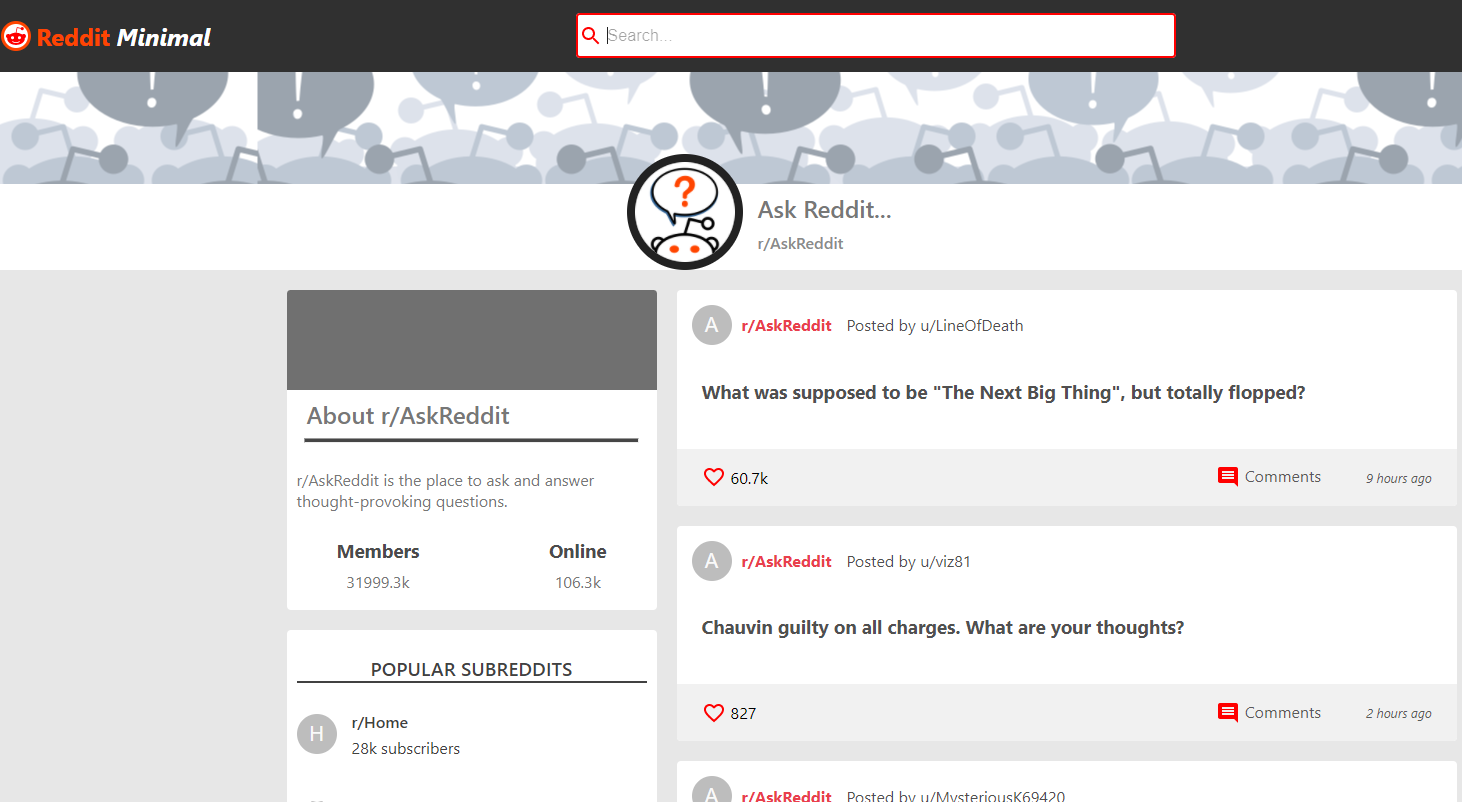 Reddit Minimal
Search...
Ask Reddit...
r/AskReddit
About r/AskReddit
r/AskReddit is the place to ask and answer
thought-provoking questions.
Members Online
31999.3k 106.3k
POPULAR SUBREDDITS
H
r/Home
28k subscribers
A r/AskReddit Posted by u/LineOfDeath
What was supposed to be "The Next Big Thing", but totally flopped?
60.7k Comments 9 hours ago
A r/AskReddit Posted by u/viz81
Chauvin guilty on all charges. What are your thoughts?
827 Comments 2 hours ago
A r/AskReddit Posted by u/MysteriousK69420